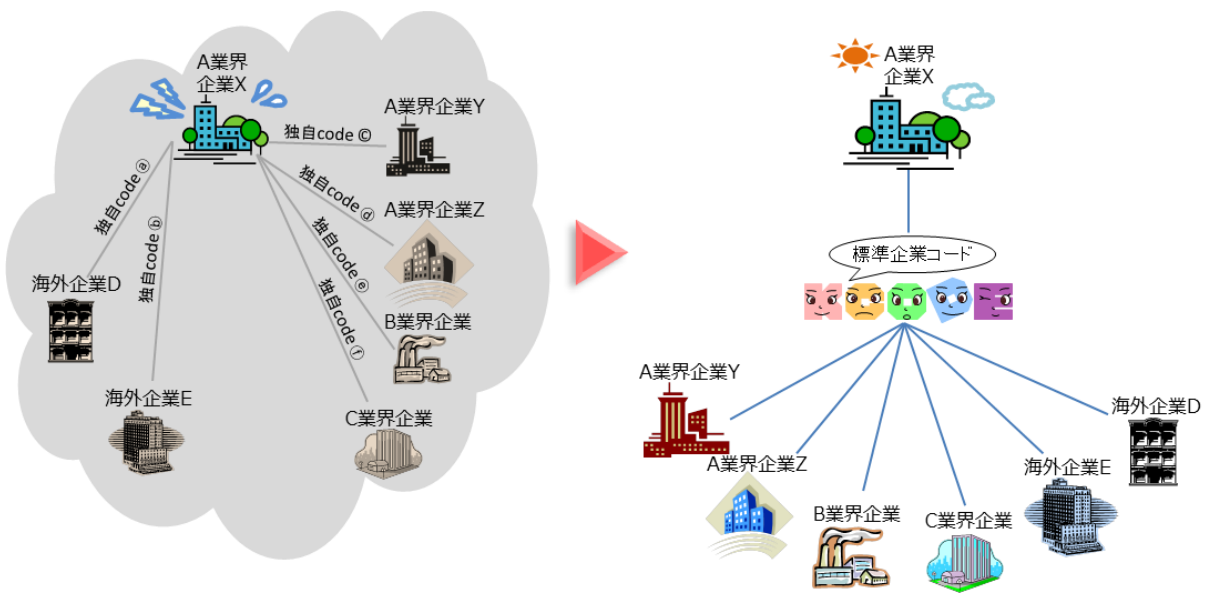 A業界
企業X
A業界企業Y
独自code ©
独自code ⓐ
独自code ⓑ
独自code ⓓ
A業界企業Z
独自code ⓔ
独自code ⓕ
海外企業D
B業界企業
海外企業E
C業界企業
A業界
企業X
標準企業コード
A業界企業Y
A業界企業Z
B業界企業
C業界企業
海外企業E
海外企業D